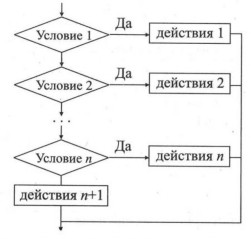 Да
Условие 1
действия 1
Да
Условие 2
действия 2
...
Да
Условие n
действия n
действия n+1